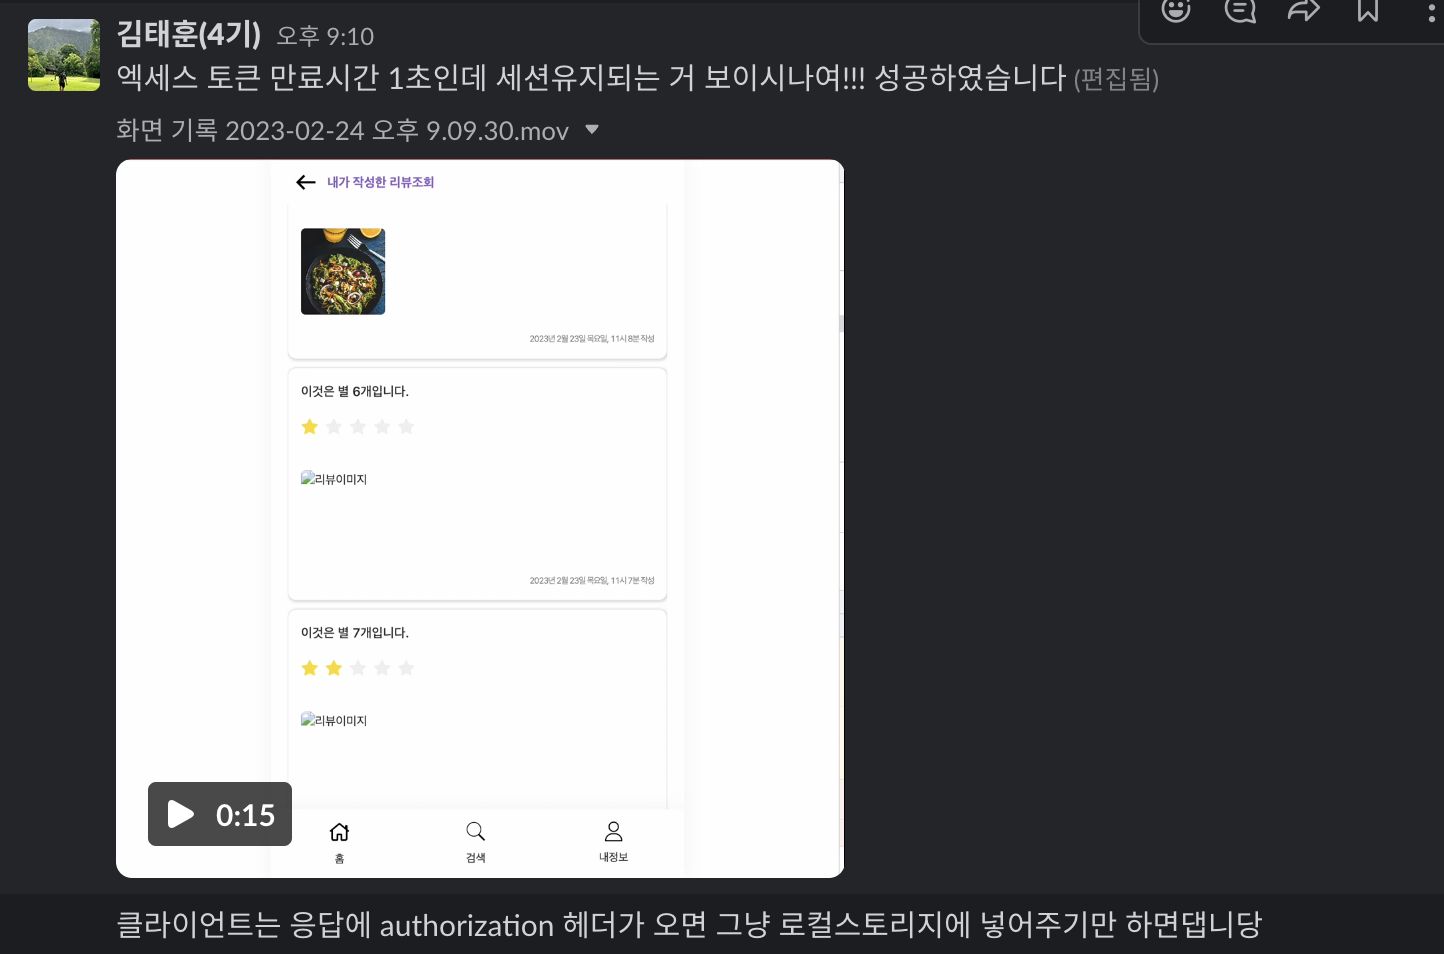 김태훈(4기) 오후 9:10
엑세스 토큰 만료시간 1초인데 세션유지되는 거 보이시나여!!! 성공하였습니다 (편집됨)
화면 기록 2023-02-24 오후 9.09.30.mov
내가 작성한 리뷰조회
2023년 2월 23일 목요일, 11시 8분 작성
이것은 별 6개입니다.
리뷰이미지
2023년 2월 23일 목요일, 11시 7분 작성
이것은 별 7개입니다.
리뷰이미지
0:15
홈 검색 내정보
클라이언트는 응답에 authorization 헤더가 오면 그냥 로컬스토리지에 넣어주기만 하면댑니당